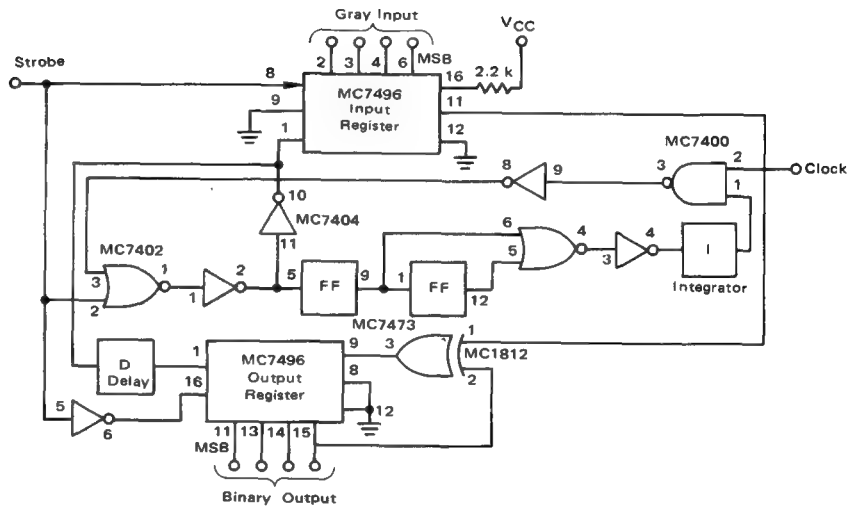 Gray Input
VCC
Strobe
2 3 4 6 MSB
8
16 2.2 k
MC7496
Input
Register
9
11
1
12
MC7400
8 9
3
2
1
Clock
10
MC7404
11
MC7402
3
2
1
1
2
5
FF
9
1
FF
12
6
5
4
3
4
I
Integrator
MC7473
D
Delay
1
16
MC7496
Output
Register
9
8
12
3
1
MC1812
2
5
6
11 13 14 15
MSB
Binary Output